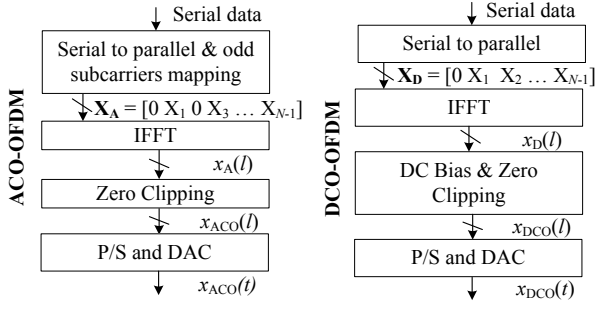 ACO-OFDM
Serial data
Serial to parallel & odd
subcarriers mapping
X_A = [0 X_1 0 X_3 … X_{N-1}]
IFFT
x_A(l)
Zero Clipping
x_ACO(l)
P/S and DAC
x_ACO(t)
DCO-OFDM
Serial data
Serial to parallel
X_D = [0 X_1 X_2 … X_{N-1}]
IFFT
x_D(l)
DC Bias & Zero
Clipping
x_DCO(l)
P/S and DAC
x_DCO(t)